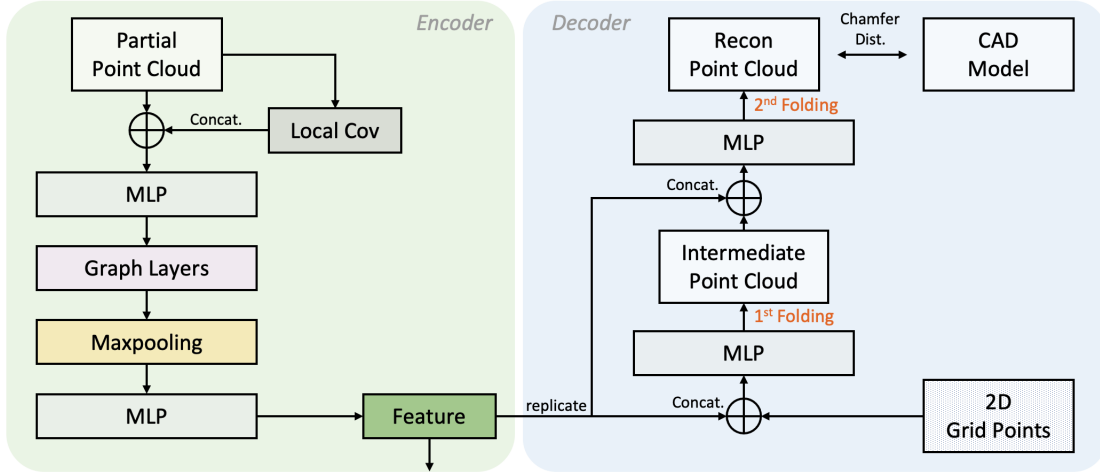 Encoder
Partial
Point Cloud
Concat.
Local Cov
MLP
Graph Layers
Maxpooling
MLP
Feature
replicate
Decoder
Recon
Point Cloud
Chamfer
Dist.
CAD
Model
2nd Folding
MLP
Concat.
Intermediate
Point Cloud
1st Folding
MLP
Concat.
2D
Grid Points